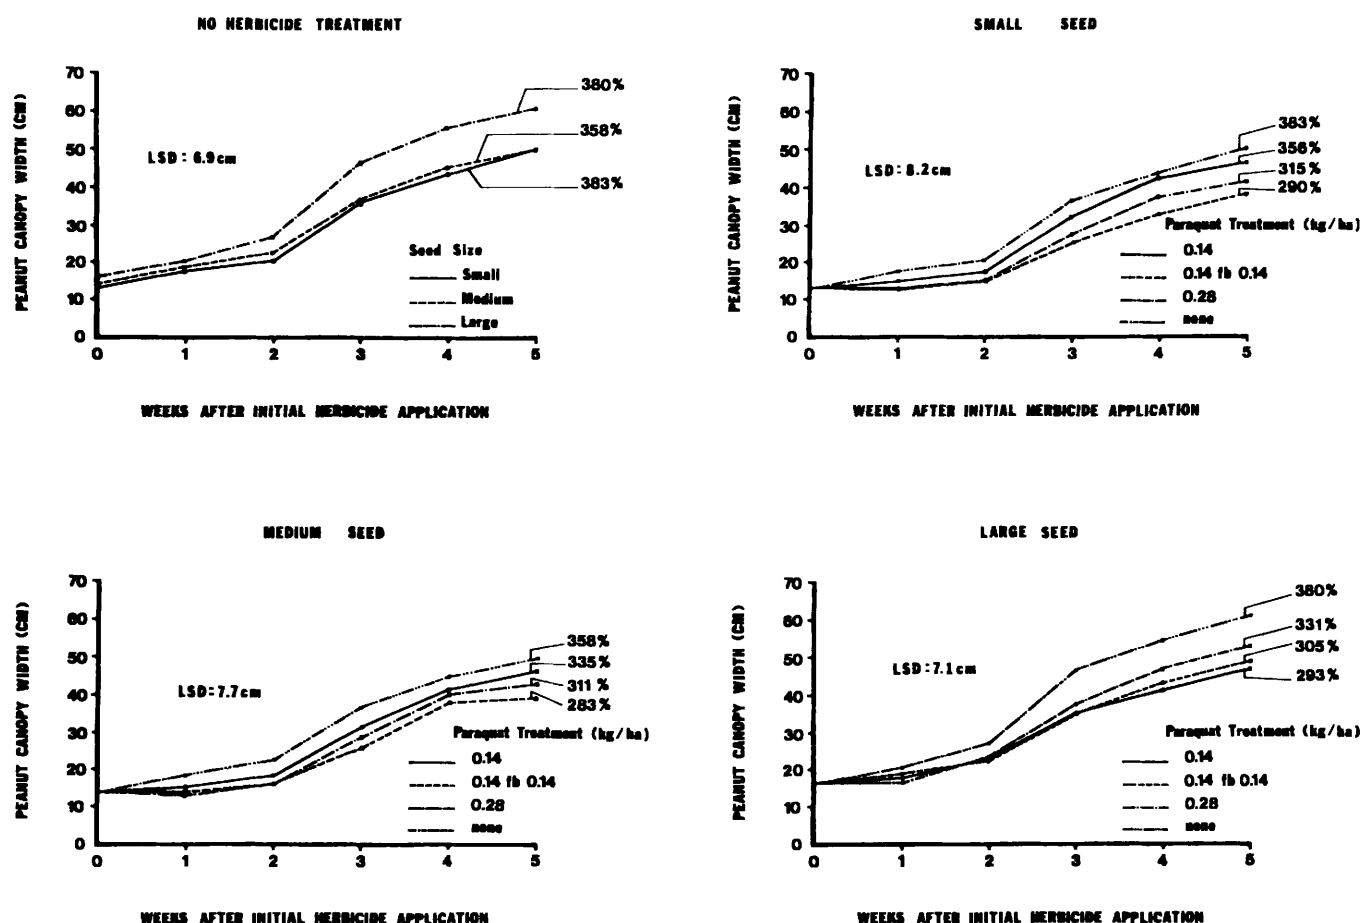 NO HERBICIDE TREATMENT
PEANUT CANOPY WIDTH (CM)
70
60
50
40
30
20
10
0
LSD: 6.9cm
380%
358%
383%
Seed Size
Small
Medium
Large
0 1 2 3 4 5
WEEKS AFTER INITIAL HERBICIDE APPLICATION
SMALL SEED
PEANUT CANOPY WIDTH (CM)
70
60
50
40
30
20
10
0
LSD: 8.2cm
383%
356%
315%
290%
Paraquat Treatment (kg/ha)
0.14
0.14 fb 0.14
0.28
none
0 1 2 3 4 5
WEEKS AFTER INITIAL HERBICIDE APPLICATION
MEDIUM SEED
PEANUT CANOPY WIDTH (CM)
70
60
50
40
30
20
10
0
LSD: 7.7cm
358%
335%
311%
283%
Paraquat Treatment (kg/ha)
0.14
0.14 fb 0.14
0.28
none
0 1 2 3 4 5
WEEKS AFTER INITIAL HERBICIDE APPLICATION
LARGE SEED
PEANUT CANOPY WIDTH (CM)
70
60
50
40
30
20
10
0
LSD: 7.1cm
380%
331%
305%
293%
Paraquat Treatment (kg/ha)
0.14
0.14 fb 0.14
0.28
none
0 1 2 3 4 5
WEEKS AFTER INITIAL HERBICIDE APPLICATION